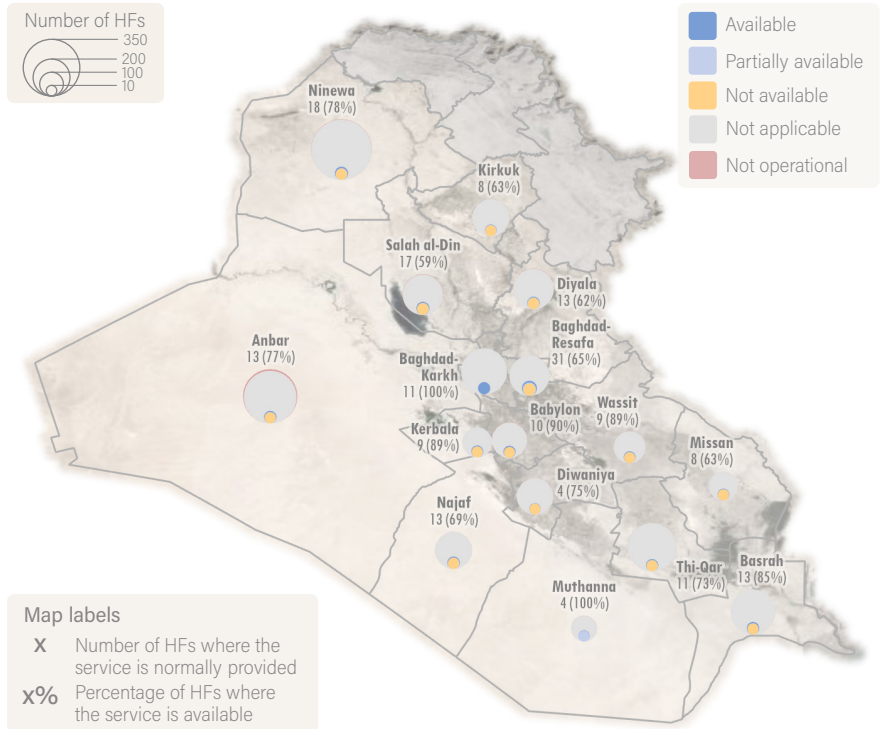 Number of HFs
350
200
100
10
Available
Partially available
Not available
Not applicable
Not operational
Ninewa
18 (78%)
Kirkuk
8 (63%)
Salah al-Din
17 (59%)
Diyala
13 (62%)
Baghdad-
Resafa
31 (65%)
Anbar
13 (77%)
Baghdad-
Karkh
11 (100%)
Babylon
10 (90%)
Wassit
9 (89%)
Kerbala
9 (89%)
Missan
8 (63%)
Diwaniya
4 (75%)
Najaf
13 (69%)
Thi-Qar
11 (73%)
Basrah
13 (85%)
Muthanna
4 (100%)
Map labels
x Number of HFs where the
service is normally provided
x% Percentage of HFs where
the service is available